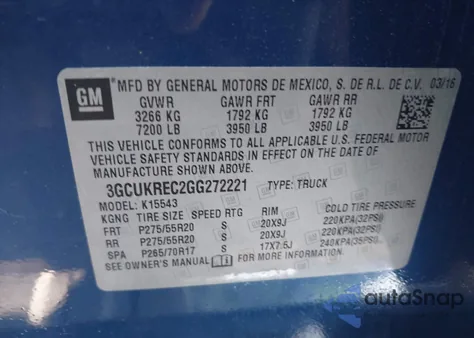 GM
MFD BY GENERAL MOTORS DE MEXICO, S. DE R.L. DE C.V. 03/16
GVWR GAWR FRT GAWR RR
3266 KG 1792 KG 1792 KG
7200 LB 3950 LB 3950 LB
THIS VEHICLE CONFORMS TO ALL APPLICABLE U.S. FEDERAL MOTOR
VEHICLE SAFETY AND THEFT PREVENTION STANDARDS IN EFFECT ON THE DATE OF
MANUFACTURE SHOWN ABOVE.
3GCUKREC2GG272221 TYPE: TRUCK
MODEL: K15543
KGNG TIRE SIZE SPEED RTG RIM COLD TIRE PRESSURE
FRT P275/55R20 S 20X9J 220KPA(32PSI)
RR P275/55R20 S 20X9J 220KPA(32PSI)
SPA P265/70R17 S 17X7.5J 240KPA(35PSI)
SEE OWNER'S MANUAL FOR MORE INFORMATION.
autoSnap